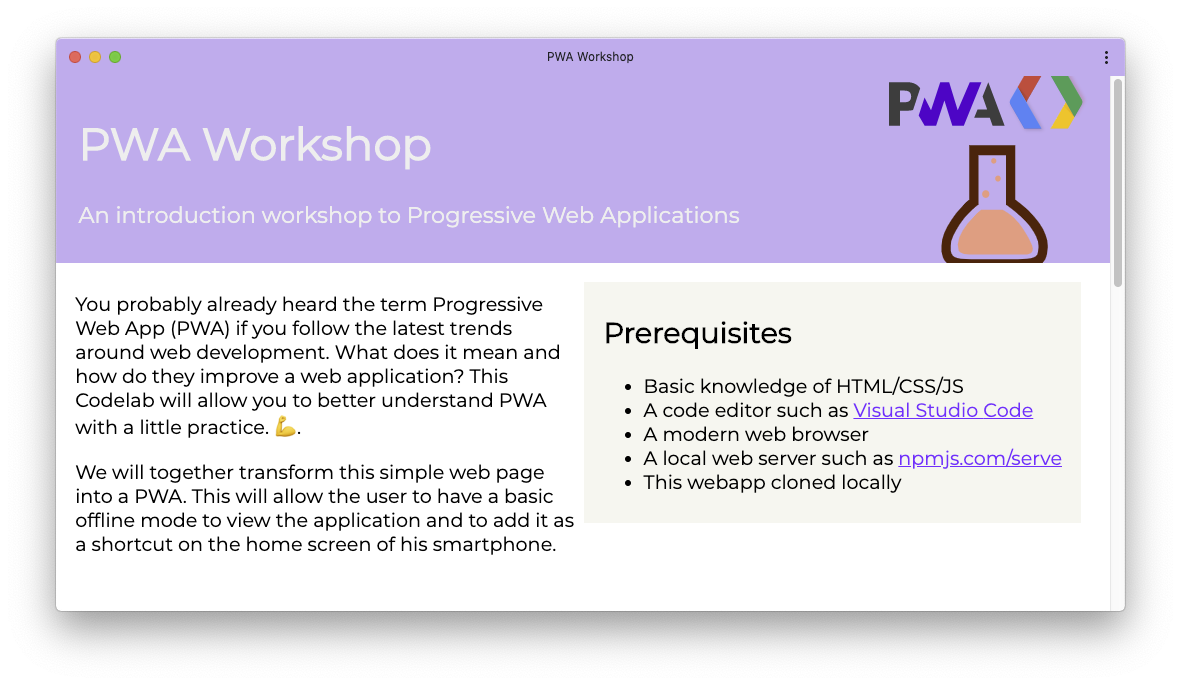 PWA Workshop
PWA
PWA Workshop
An introduction workshop to Progressive Web Applications
You probably already heard the term Progressive
Web App (PWA) if you follow the latest trends
around web development. What does it mean and
how do they improve a web application? This
Codelab will allow you to better understand PWA
with a little practice. 💪.
We will together transform this simple web page
into a PWA. This will allow the user to have a basic
offline mode to view the application and to add it as
a shortcut on the home screen of his smartphone.
Prerequisites
• Basic knowledge of HTML/CSS/JS
• A code editor such as Visual Studio Code
• A modern web browser
• A local web server such as npmjs.com/serve
• This webapp cloned locally